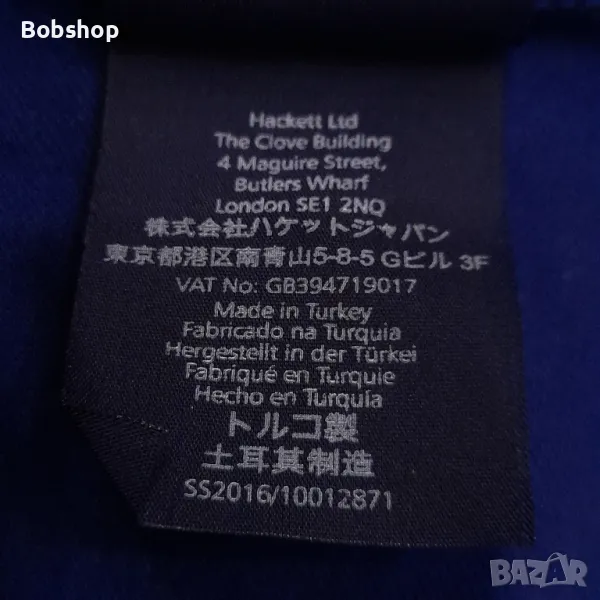 Bobshop
Hackett Ltd
The Clove Building
4 Maguire Street,
Butlers Wharf
London SE1 2NQ
株式会社ハケットジャパン
東京都港区南青山5-8-5 Gビル 3F
VAT No: GB394719017
Made in Turkey
Fabricado na Turquia
Hergestellt in der Türkei
Fabriqué en Turquie
Hecho en Turquía
トルコ製
土耳其制造
SS2016/10012871
BAZAR